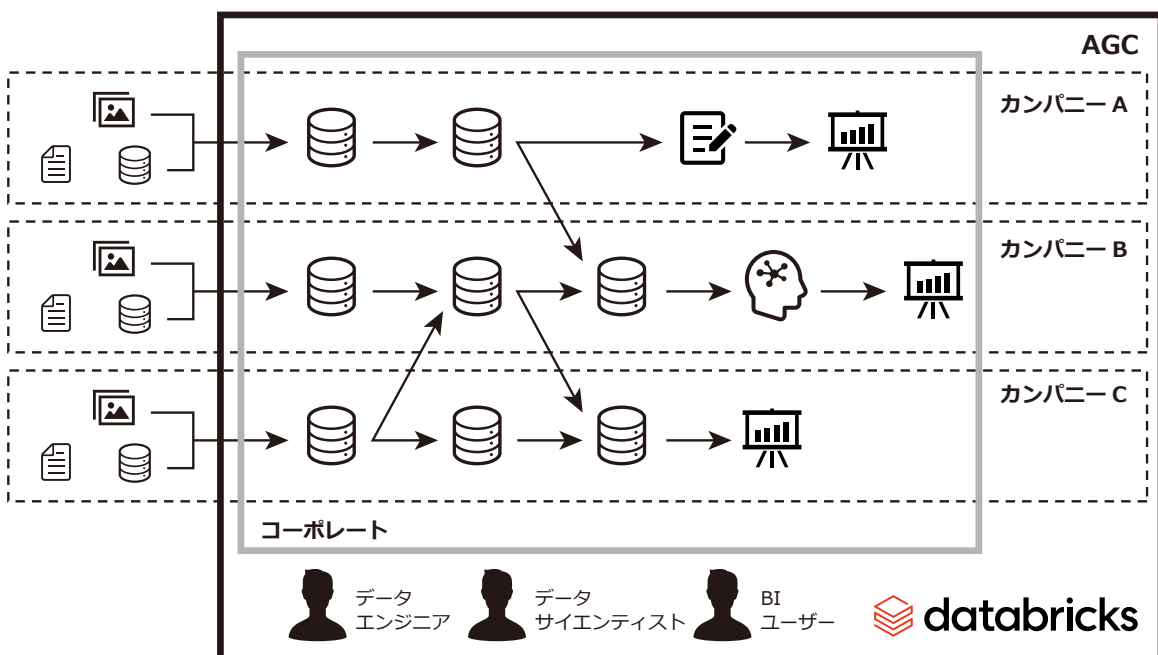 AGC
カンパニー A
カンパニー B
カンパニー C
コーポレート
データ
エンジニア
データ
サイエンティスト
BI
ユーザー
databricks